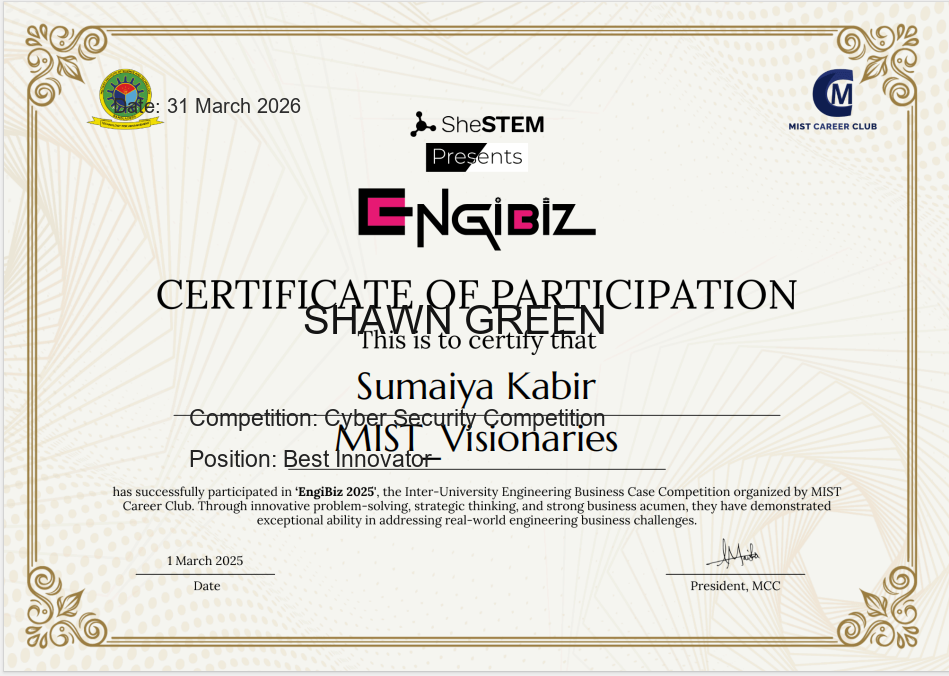 Date: 31 March 2026
MIST CAREER CLUB
SheSTEM
Presents
ENGIBIZ
CERTIFICATE OF PARTICIPATION
SHAWN GREEN
This is to certify that
Sumaiya Kabir
Competition: Cyber Security Competition
MIST_Visionaries
Position: Best Innovator
has successfully participated in ‘EngiBiz 2025’, the Inter-University Engineering Business Case Competition organized by MIST
Career Club. Through innovative problem-solving, strategic thinking, and strong business acumen, they have demonstrated
exceptional ability in addressing real-world engineering business challenges.
1 March 2025
Date
President, MCC